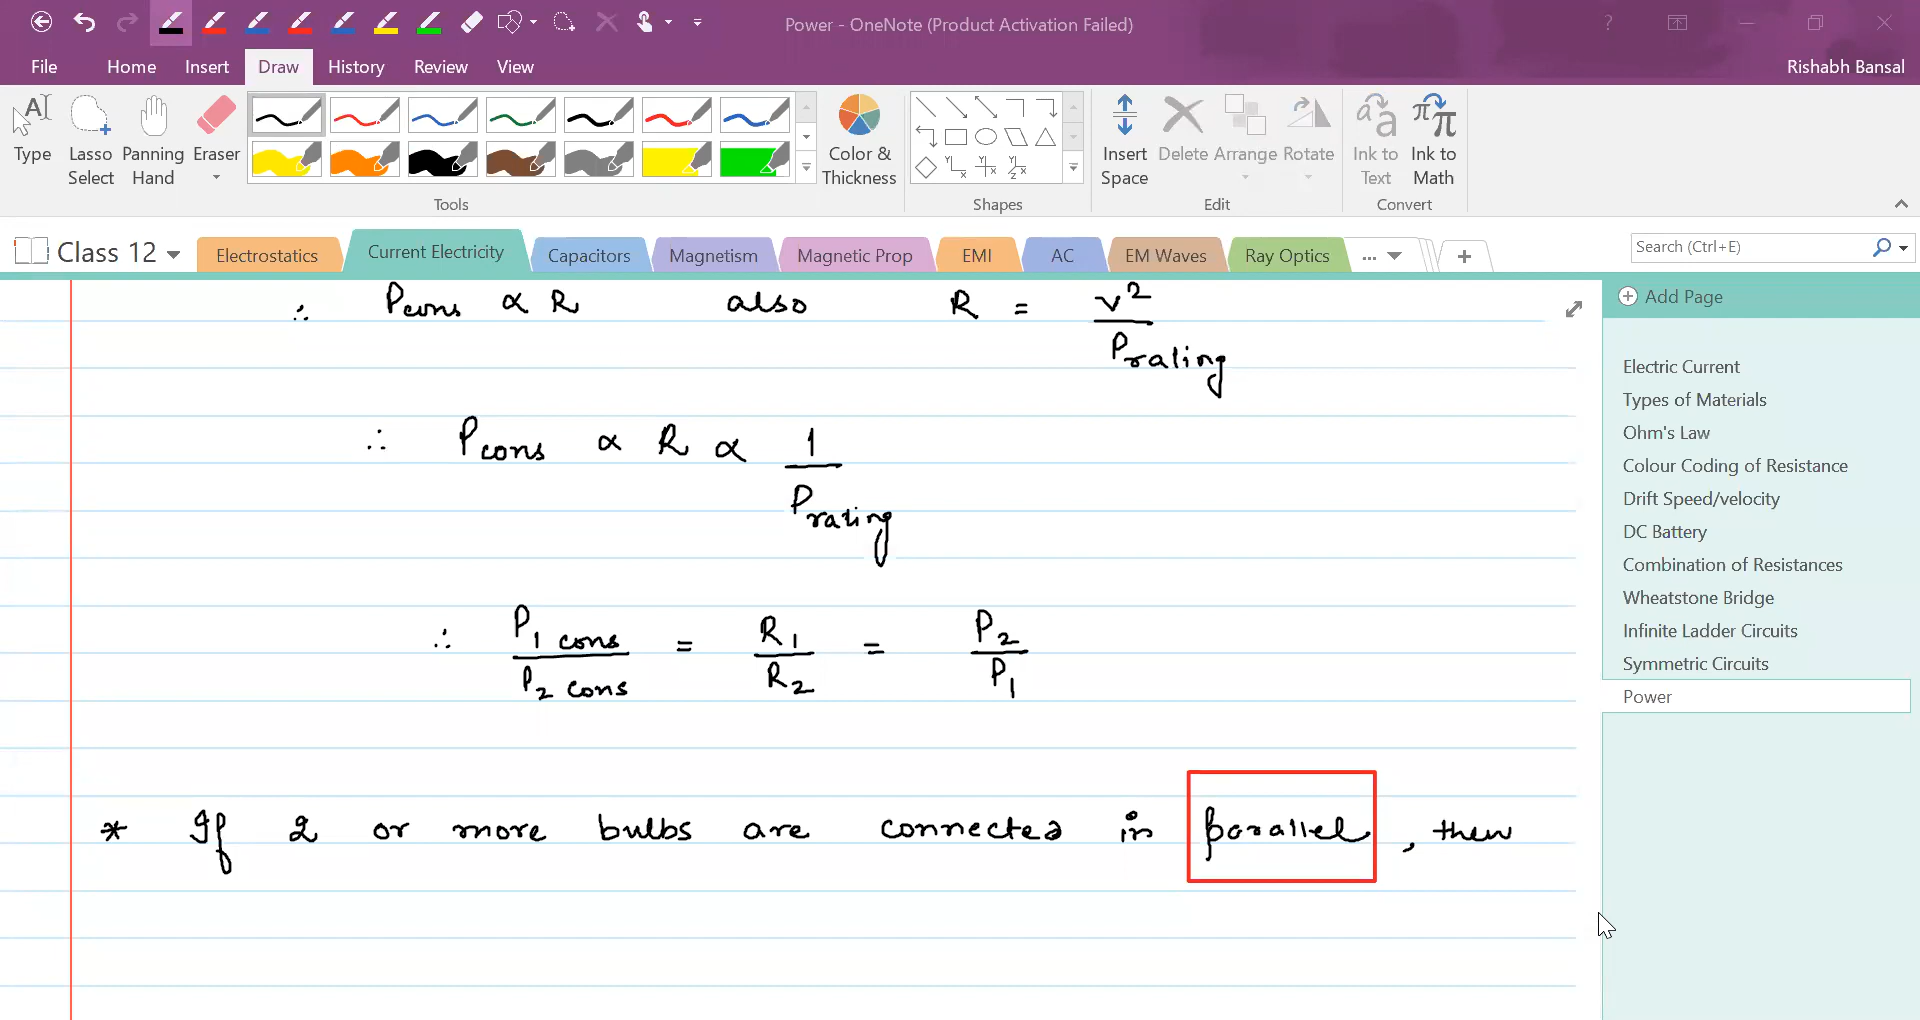 Power - OneNote (Product Activation Failed)
?
File Home Insert Draw History Review View
Rishabh Bansal
Type
Lasso Select
Panning Hand
Eraser
Color & Thickness
Insert Space
Delete
Arrange
Rotate
Ink to Text
Ink to Math
Tools
Shapes
Edit
Convert
Class 12
Electrostatics Current Electricity Capacitors Magnetism Magnetic Prop EMI AC EM Waves Ray Optics ... +
Search (Ctrl+E)
∴ Pcons ∝ R also R = V²/Prating
∴ Pcons ∝ R ∝ 1/Prating
∴ P1 cons/P2 cons = R1/R2 = P2/P1
* If 2 or more bulbs are connected in parallel, then
Add Page
Electric Current
Types of Materials
Ohm's Law
Colour Coding of Resistance
Drift Speed/velocity
DC Battery
Combination of Resistances
Wheatstone Bridge
Infinite Ladder Circuits
Symmetric Circuits
Power